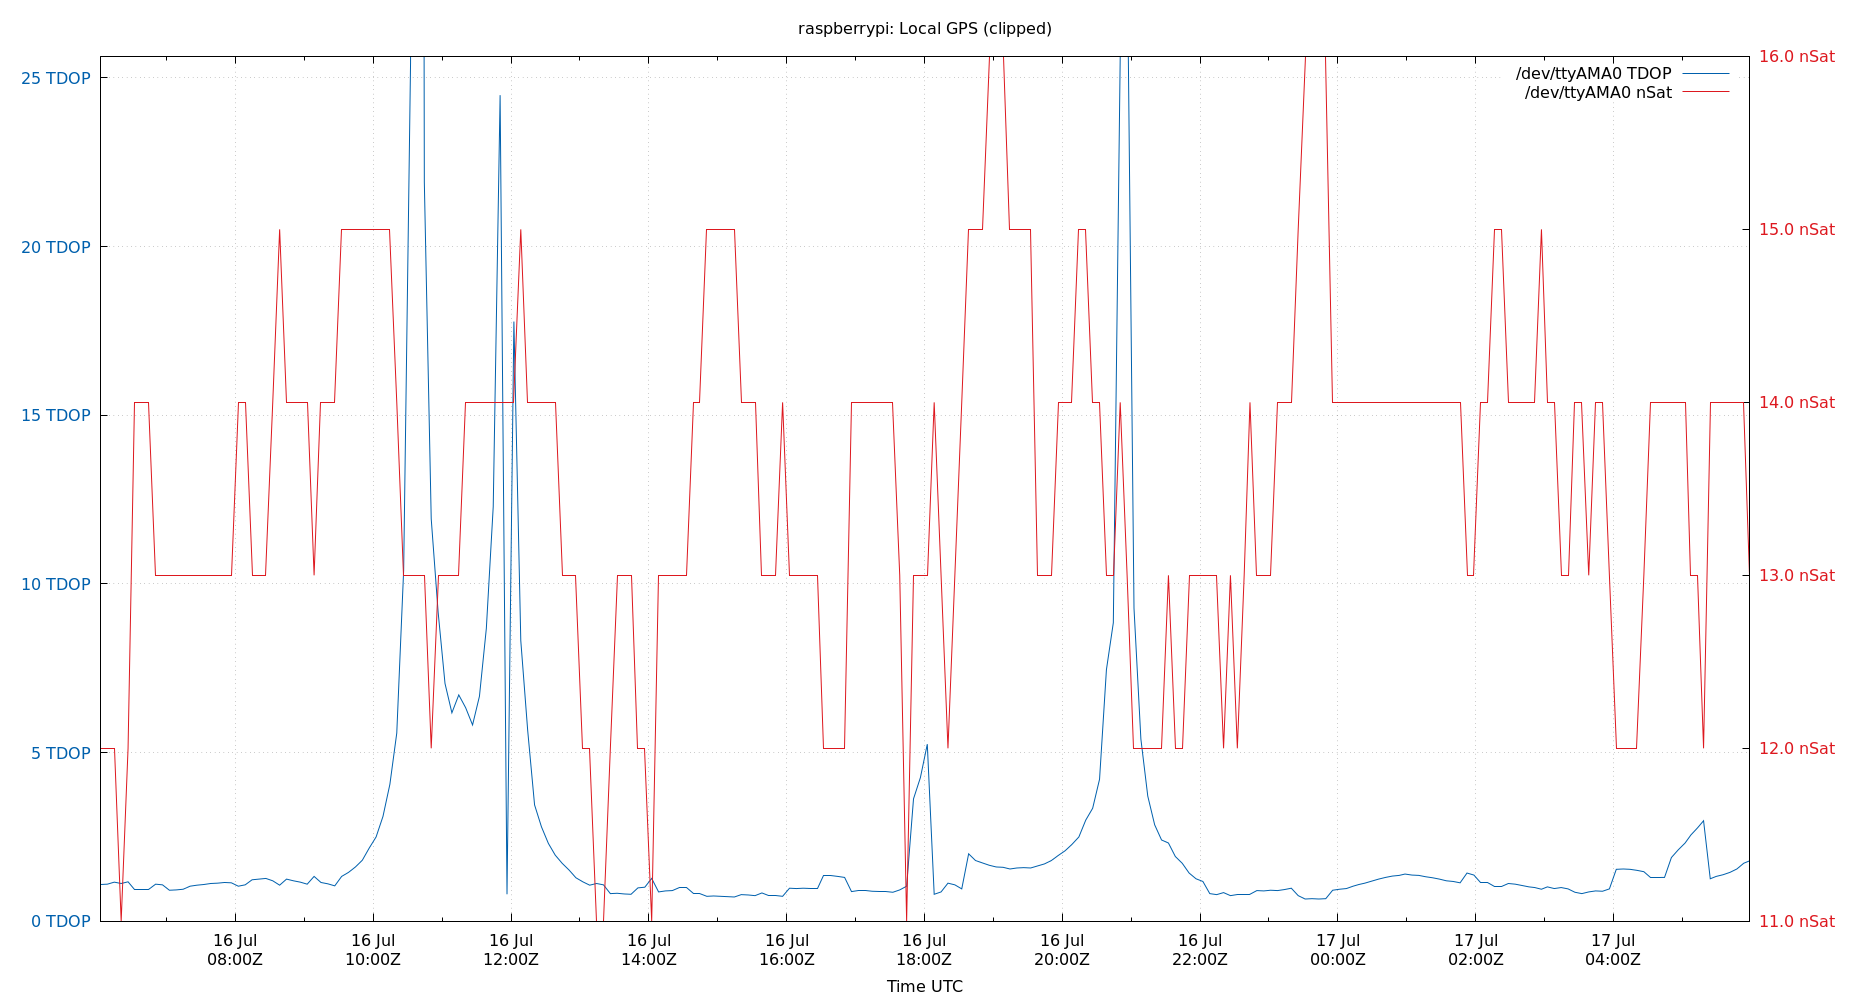 raspberrypi: Local GPS (clipped)
25 TDOP
20 TDOP
15 TDOP
10 TDOP
5 TDOP
0 TDOP
16.0 nSat
15.0 nSat
14.0 nSat
13.0 nSat
12.0 nSat
11.0 nSat
/dev/ttyAMA0 TDOP
/dev/ttyAMA0 nSat
16 Jul
08:00Z
16 Jul
10:00Z
16 Jul
12:00Z
16 Jul
14:00Z
16 Jul
16:00Z
16 Jul
18:00Z
16 Jul
20:00Z
16 Jul
22:00Z
17 Jul
00:00Z
17 Jul
02:00Z
17 Jul
04:00Z
Time UTC